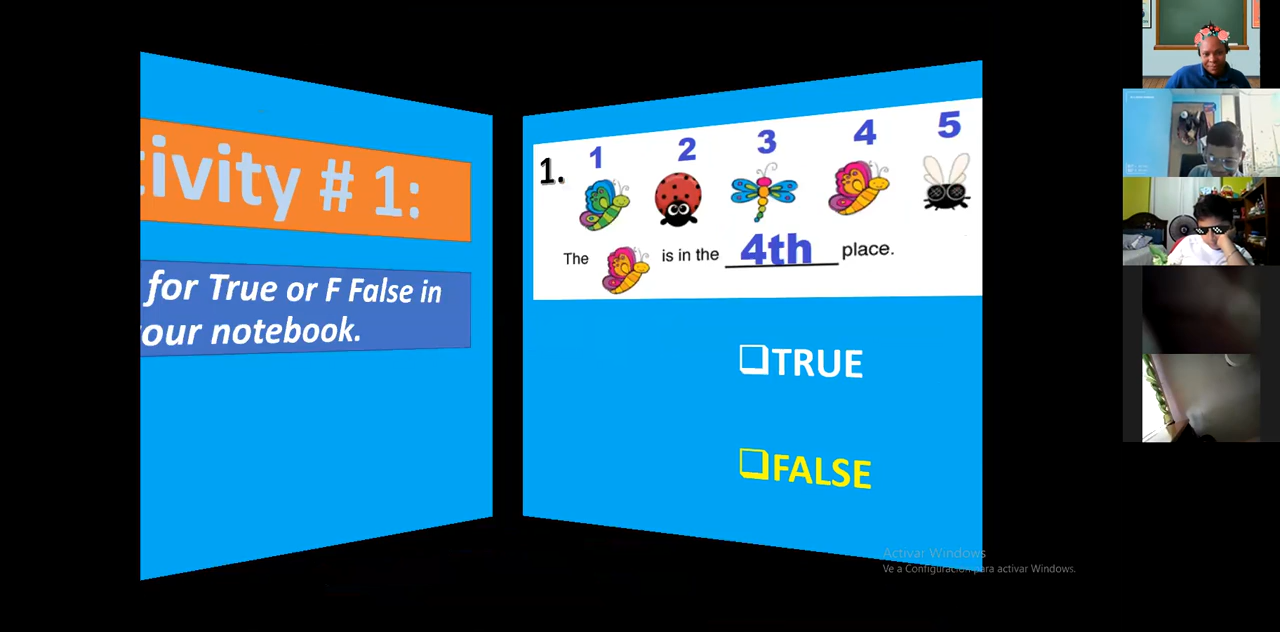 tivity # 1:
for True or F False in
our notebook.
1.
1 2 3 4 5
The is in the 4th place.
❑TRUE
❑FALSE
Activar Windows
Ve a Configuración para activar Windows.